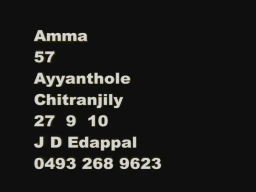 Amma
57
Ayyanthole
Chitranjily
27 9 10
J D Edappal
0493 268 9623